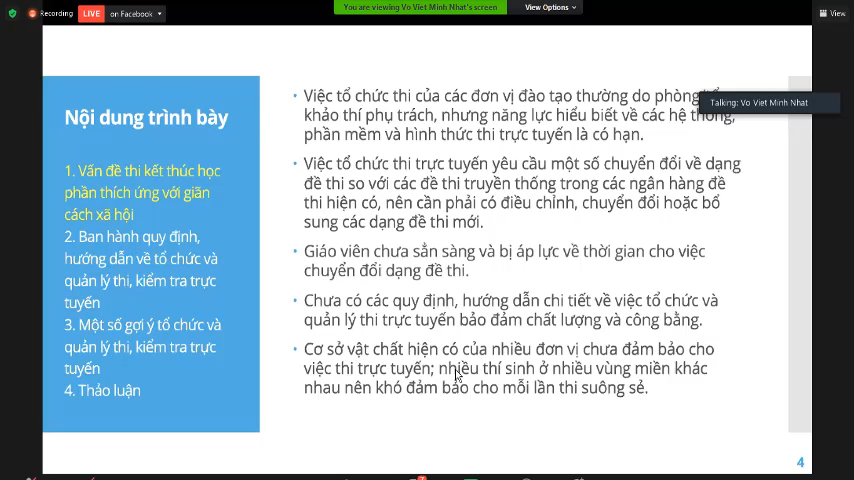 Recording
LIVE
on Facebook
You are viewing Vo Viet Minh Nhat's screen
View Options
View
Talking: Vo Viet Minh Nhat
Nội dung trình bày
1. Vấn đề thi kết thúc học
phần thích ứng với giãn
cách xã hội
2. Ban hành quy định,
hướng dẫn về tổ chức và
quản lý thi, kiểm tra trực
tuyến
3. Một số gợi ý tổ chức và
quản lý thi, kiểm tra trực
tuyến
4. Thảo luận
• Việc tổ chức thi của các đơn vị đào tạo thường do phòng
khảo thí phụ trách, nhưng năng lực hiểu biết về các hệ thống,
phần mềm và hình thức thi trực tuyến là có hạn.
• Việc tổ chức thi trực tuyến yêu cầu một số chuyển đổi về dạng
đề thi so với các đề thi truyền thống trong các ngân hàng đề
thi hiện có, nên cần phải có điều chỉnh, chuyển đổi hoặc bổ
sung các dạng đề thi mới.
• Giáo viên chưa sẳn sàng và bị áp lực về thời gian cho việc
chuyển đổi dạng đề thi.
• Chưa có các quy định, hướng dẫn chi tiết về việc tổ chức và
quản lý thi trực tuyến bảo đảm chất lượng và công bằng.
• Cơ sở vật chất hiện có của nhiều đơn vị chưa đảm bảo cho
việc thi trực tuyến; nhiều thí sinh ở nhiều vùng miền khác
nhau nên khó đảm bảo cho mỗi lần thi suông sẻ.
4